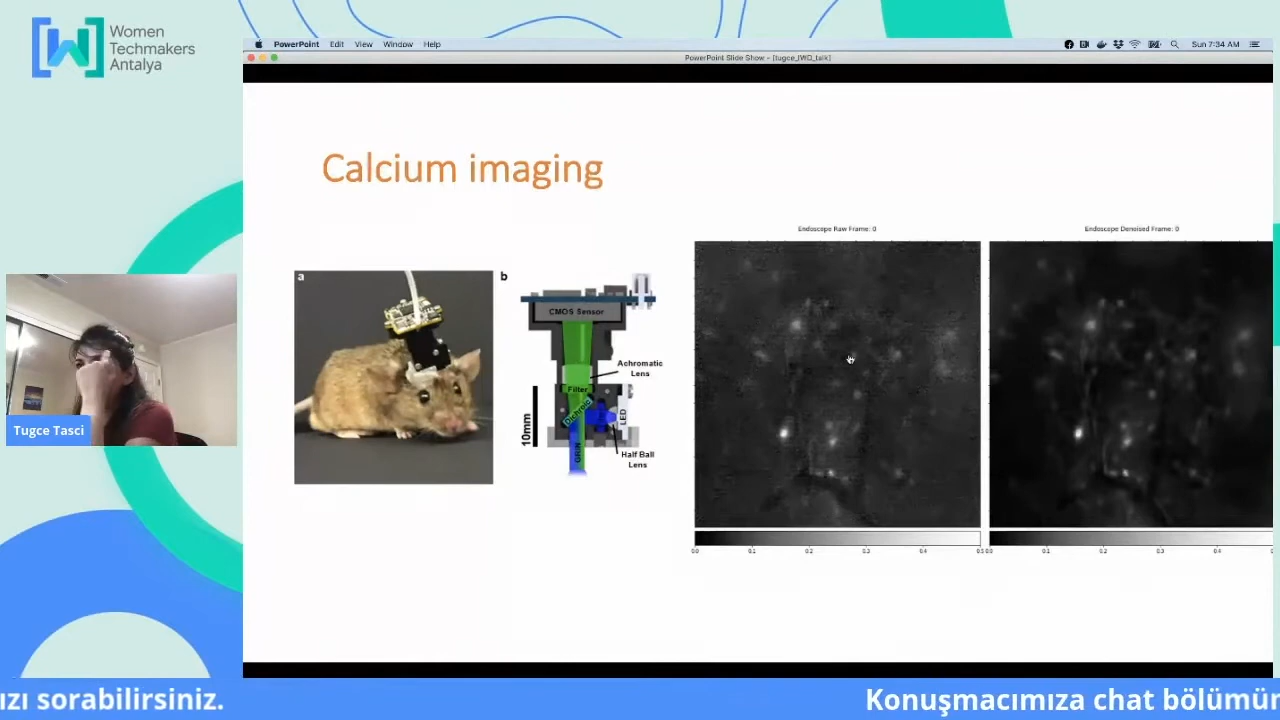 Women
Techmakers
Antalya
PowerPoint Edit View Window Help
Sun 7:34 AM
PowerPoint Slide Show - [tugce_IWD_talk]
Calcium imaging
a
b
CMOS Sensor
Achromatic
Lens
Filter
Dichroic
LED
10mm
GRIN
Half Ball
Lens
Endoscope Raw Frame: 0
Endoscope Denoised Frame: 0
0.0 0.1 0.2 0.3 0.4
0.1 0.2 0.3 0.4
Tugce Tasci
ızı sorabilirsiniz.
Konuşmacımıza chat bölümün